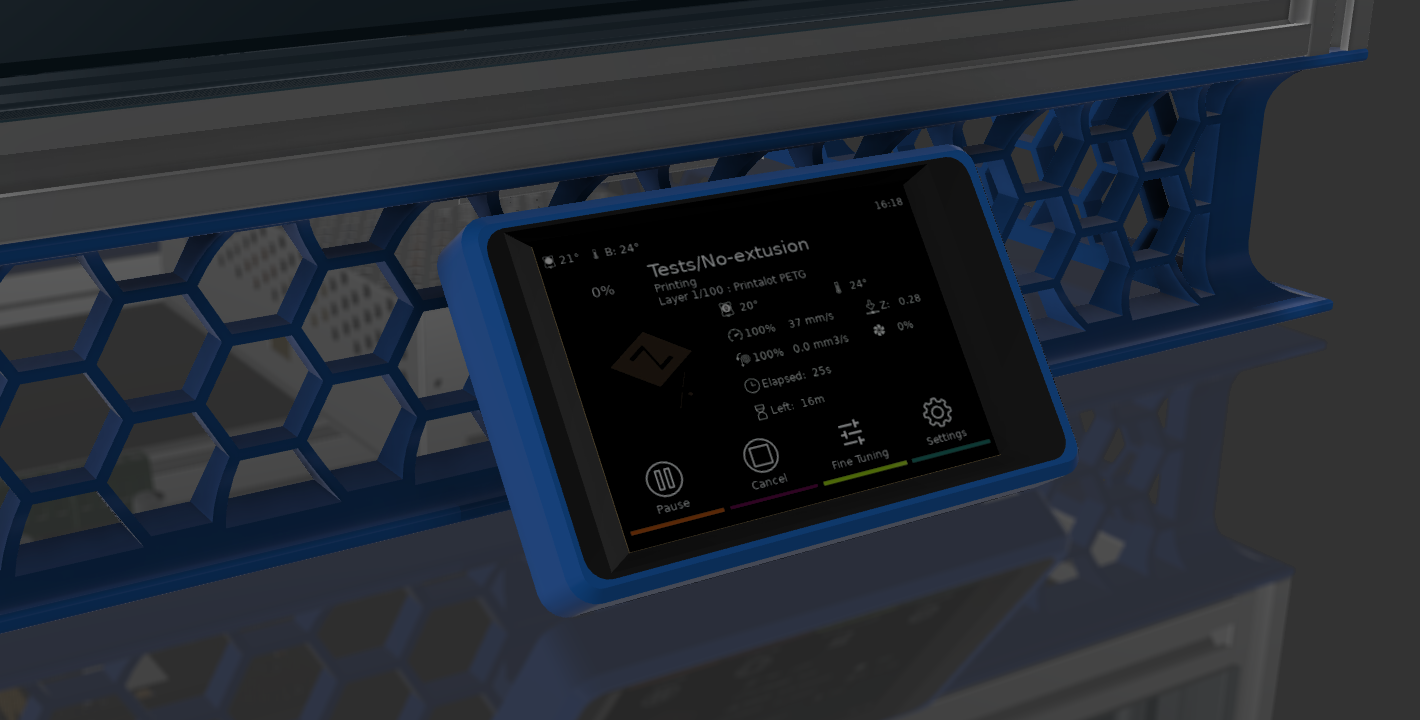 21° B: 24° 16:18
0%
Tests/No-extusion
Printing
Layer 1/100 : Printalot PETG
20° 24°
100% 37 mm/s Z: 0.28
100% 0.0 mm3/s 0%
Elapsed: 25s
Left: 16m
Pause Cancel Fine Tuning Settings